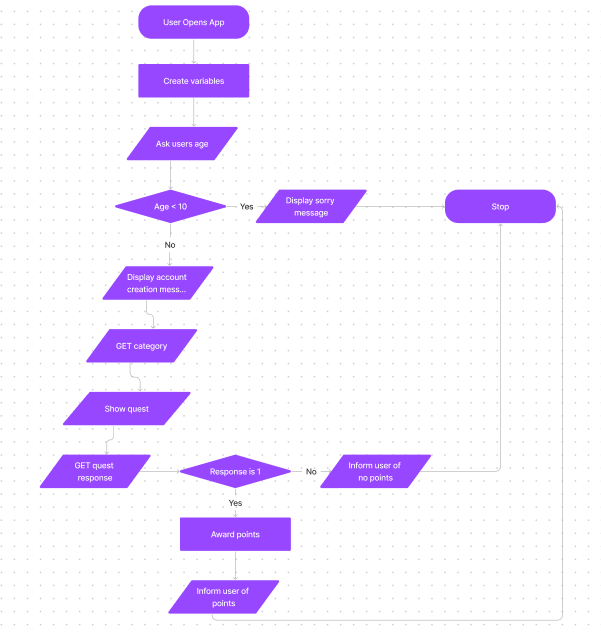 User Opens App
Create variables
Ask users age
Age < 10
Yes
Display sorry
message
Stop
No
Display account
creation mess...
GET category
Show quest
GET quest
response
Response is 1
No
Inform user of
no points
Yes
Award points
Inform user of
points